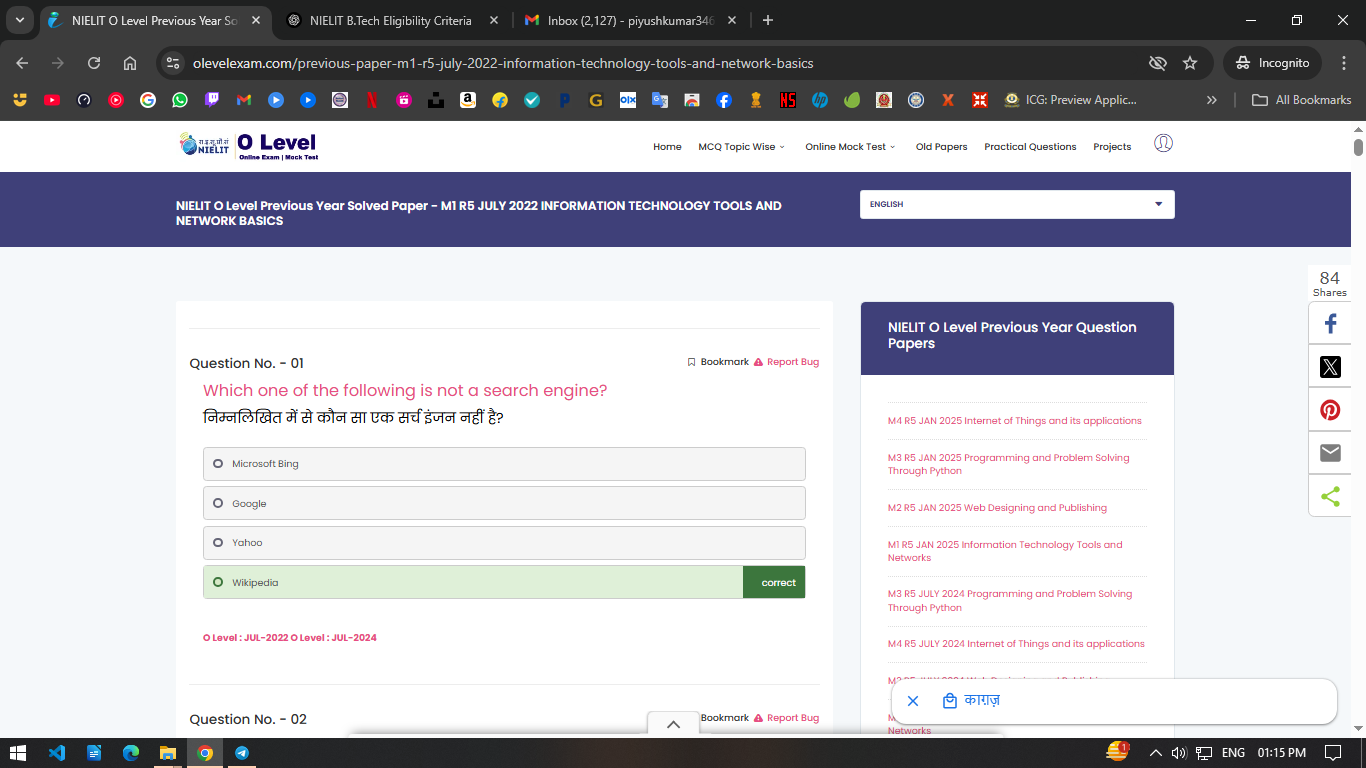 NIELIT O Level Previous Year So
NIELIT B.Tech Eligibility Criteria
Inbox (2,127) - piyushkumar346
olevelexam.com/previous-paper-m1-r5-july-2022-information-technology-tools-and-network-basics
Incognito
ICG: Preview Applic...
All Bookmarks
NIELIT
O Level
Online Exam | Mock Test
Home
MCQ Topic Wise
Online Mock Test
Old Papers
Practical Questions
Projects
NIELIT O Level Previous Year Solved Paper - M1 R5 JULY 2022 INFORMATION TECHNOLOGY TOOLS AND
NETWORK BASICS
ENGLISH
84
Shares
Question No. - 01
Bookmark
Report Bug
Which one of the following is not a search engine?
निम्नलिखित में से कौन सा एक सर्च इंजन नहीं है?
Microsoft Bing
Google
Yahoo
Wikipedia
correct
O Level : JUL-2022 O Level : JUL-2024
Question No. - 02
Bookmark
Report Bug
NIELIT O Level Previous Year Question
Papers
M4 R5 JAN 2025 Internet of Things and its applications
M3 R5 JAN 2025 Programming and Problem Solving
Through Python
M2 R5 JAN 2025 Web Designing and Publishing
M1 R5 JAN 2025 Information Technology Tools and
Networks
M3 R5 JULY 2024 Programming and Problem Solving
Through Python
M4 R5 JULY 2024 Internet of Things and its applications
काग़ज़
Networks
ENG
01:15 PM